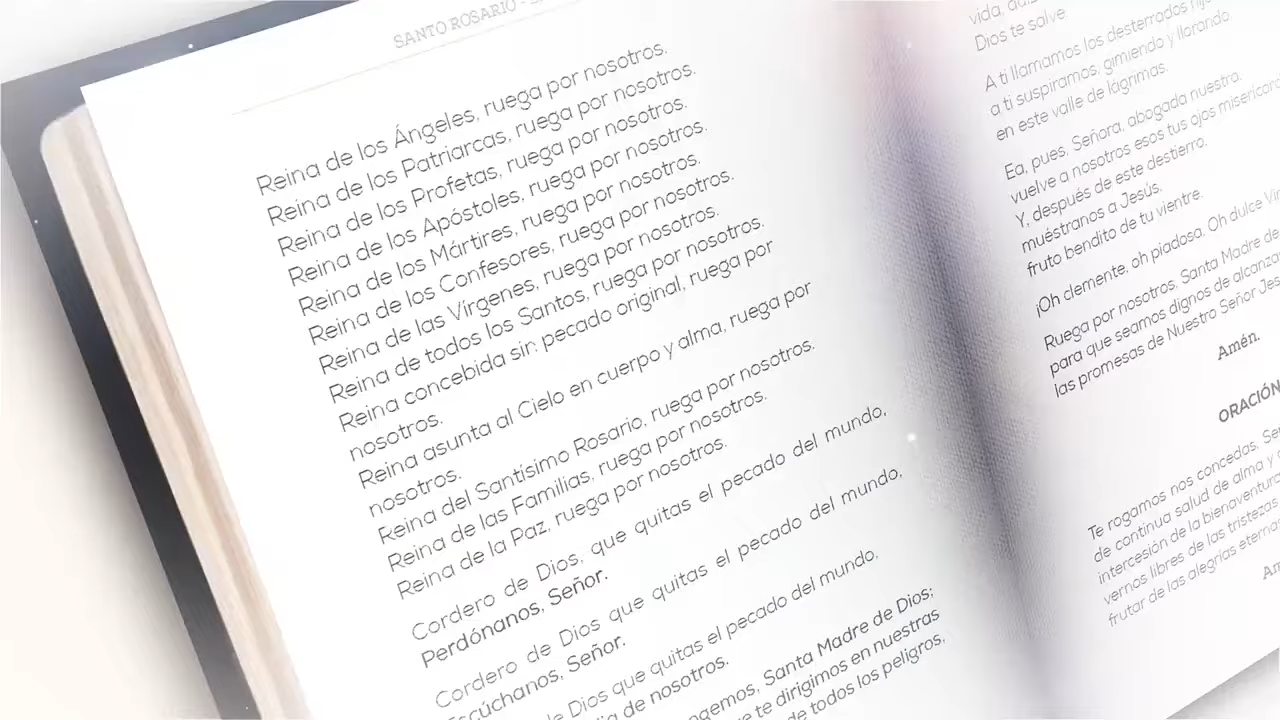 SANTO ROSARIO -
Reina de los Ángeles, ruega por nosotros.
Reina de los Patriarcas, ruega por nosotros.
Reina de los Profetas, ruega por nosotros.
Reina de los Apóstoles, ruega por nosotros.
Reina de los Mártires, ruega por nosotros.
Reina de los Confesores, ruega por nosotros.
Reina de las Vírgenes, ruega por nosotros.
Reina de todos los Santos, ruega por nosotros.
Reina concebida sin pecado original, ruega por
nosotros.
Reina asunta al Cielo en cuerpo y alma, ruega por
nosotros.
Reina del Santísimo Rosario, ruega por nosotros.
Reina de las Familias, ruega por nosotros.
Reina de la Paz, ruega por nosotros.
Cordero de Dios, que quitas el pecado del mundo,
Perdónanos, Señor.
Cordero de Dios que quitas el pecado del mundo,
Escúchanos, Señor.
de Dios que quitas el pecado del mundo,
de nosotros.
Santa Madre de Dios;
te dirigimos en nuestras
de todos los peligros,
vida,
Dios te salve.
A ti llamamos los desterrados
a ti suspiramos, gimiendo y llorando
en este valle de lágrimas.
Ea, pues, Señora, abogada nuestra,
vuelve a nosotros esos tus ojos
Y, después de este destierro,
muéstranos a Jesús,
fruto bendito de tu vientre.
¡Oh clemente, oh piadosa, Oh dulce
Ruega por nosotros, Santa Madre de
para que seamos dignos de
las promesas de Nuestro Señor
Amén.
ORACIÓN
Te rogamos nos concedas,
de continua salud de alma y
intercesión de la
vernos libres de las tristezas
frutar de las alegrías